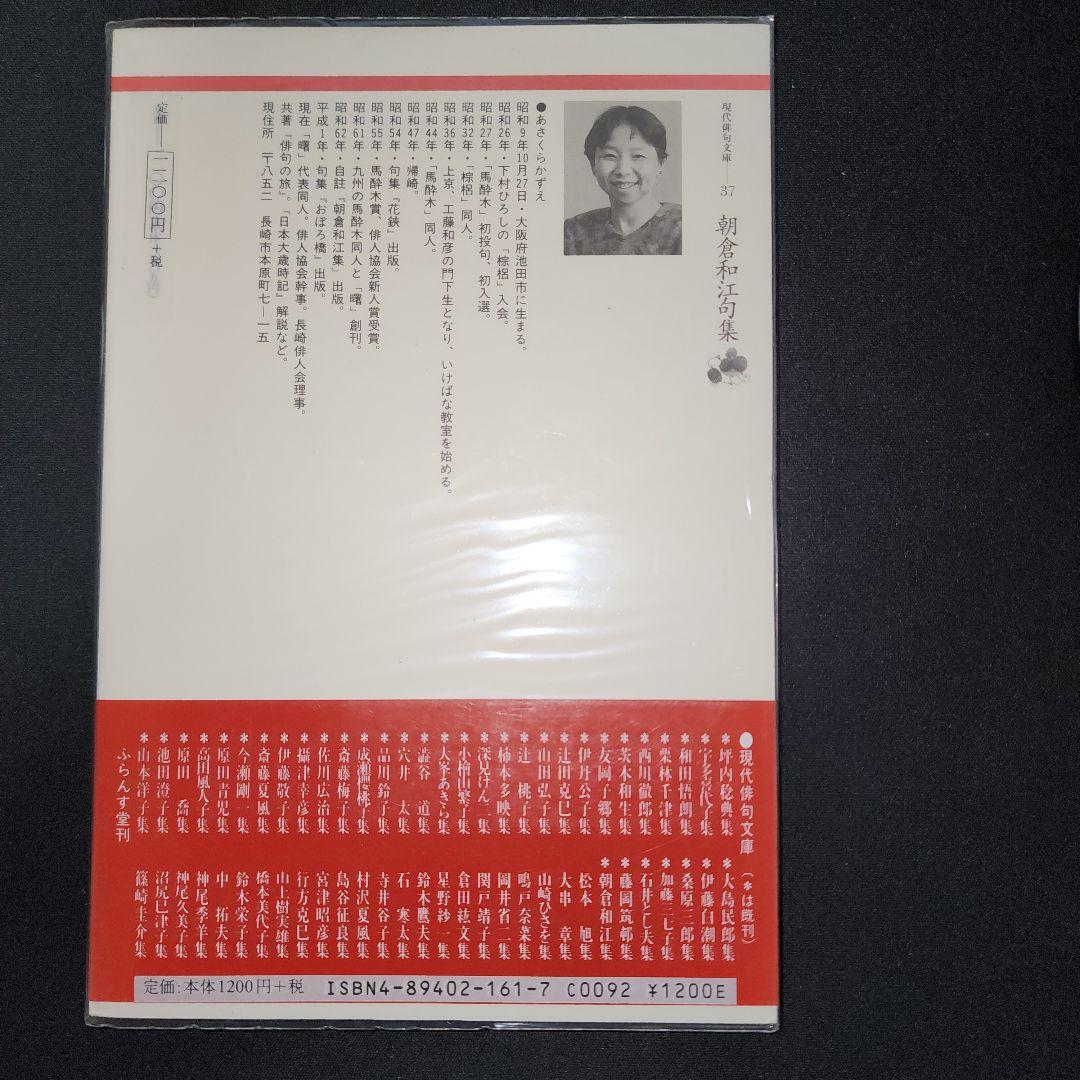 現代俳句文庫―37
朝倉和江句集
●あさくらかずえ
昭和9年10月27日・大阪府池田市に生まる。
昭和26年・下村ひろしの「棕梠」入会。
昭和27年・「馬酔木」初投句、初入選。
昭和32年・「棕梠」同人。
昭和36年・上京、工藤和彦の門下生となり、いけばな教室を始める。
昭和44年・「馬酔木」同人。
昭和47年・帰崎。
昭和54年・句集『花鋏』出版。
昭和55年・馬酔木賞、俳人協会新人賞受賞。
昭和61年・九州の馬酔木同人と「曙」創刊。
昭和62年・自註『朝倉和江集』出版。
平成1年・句集『おぼろ橋』出版。
現在「曙」代表同人。俳人協会幹事。長崎俳人会理事。
共著『俳句の旅』。『日本大歳時記』解説など。
現住所 〒八五二 長崎市本原町七―一五
定価―一二〇〇円+税
●現代俳句文庫(*は既刊)
*坪内稔典集
*宇多喜代子集
*和田悟朗集
*栗林千津集
*西川徹郎集
*茨木和生集
*友岡子郷集
*伊丹公子集
*辻田克巳集
*山田弘子集
*辻 桃子集
*柿本多映集
*深見けん二集
*小檜山繁子集
*大峯あきら集
*澁谷 道集
*穴井 太集
*品川鈴子集
*成瀬櫻桃子集
*斎藤梅子集
*佐川広治集
*攝津幸彦集
*伊藤敬子集
*斎藤夏風集
*今瀬剛一集
*原田青児集
*高田風人子集
*原田 喬集
*池田澄子集
*山本洋子集
*大島民郎集
*伊藤白潮集
*桑原三郎集
*加藤三七子集
*石井とし夫集
*藤岡筑邨集
*朝倉和江集
松本 旭集
大串 章集
山崎ひさを集
鳴戸奈菜集
岡井省二集
関戸靖子集
倉田紘文集
星野紗一集
鈴木鷹夫集
石 寒太集
寺井谷子集
村沢夏風集
島谷征良集
宮津昭彦集
行方克巳集
山上樹実雄集
橋本美代子集
鈴木栄子集
中 拓夫集
神尾季羊集
神尾久美子集
沼尻巳津子集
篠崎圭介集
ふらんす堂刊
定価:本体1200円+税 ISBN4-89402-161-7 C0092 ¥1200E